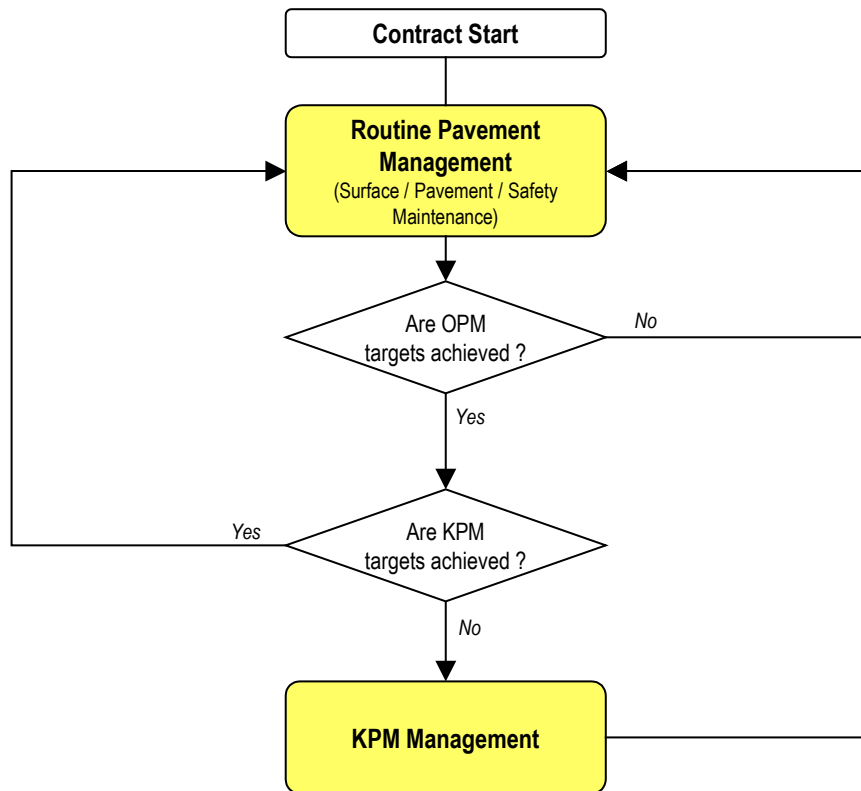 Contract Start
Routine Pavement
Management
(Surface / Pavement / Safety
Maintenance)
Are OPM
targets achieved ?
No
Yes
Are KPM
targets achieved ?
Yes
No
KPM Management